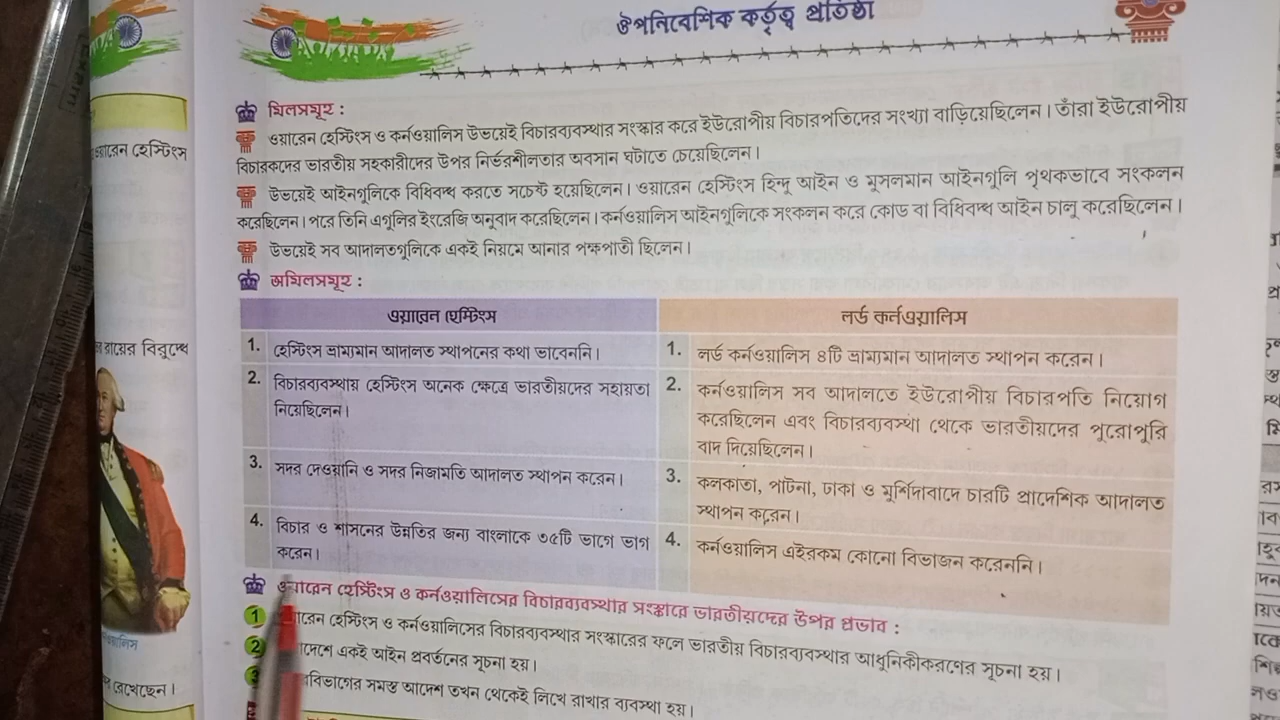 ঔপনিবেশিক কর্তৃত্ব প্রতিষ্ঠা
মিলসমূহ :
ওয়ারেন হেস্টিংস ও কর্নওয়ালিস উভয়েই বিচারব্যবস্থার সংস্কার করে ইউরোপীয় বিচারপতিদের সংখ্যা বাড়িয়েছিলেন। তাঁরা ইউরোপীয়
বিচারকদের ভারতীয় সহকারীদের উপর নির্ভরশীলতার অবসান ঘটাতে চেয়েছিলেন।
উভয়েই আইনগুলিকে বিধিবদ্ধ করতে সচেষ্ট হয়েছিলেন। ওয়ারেন হেস্টিংস হিন্দু আইন ও মুসলমান আইনগুলি পৃথকভাবে সংকলন
করেছিলেন। পরে তিনি এগুলির ইংরেজি অনুবাদ করেছিলেন। কর্নওয়ালিস আইনগুলিকে সংকলন করে কোড বা বিধিবদ্ধ আইন চালু করেছিলেন।
উভয়েই সব আদালতগুলিকে একই নিয়মে আনার পক্ষপাতী ছিলেন।
অমিলসমূহ :
ওয়ারেন হেস্টিংস
লর্ড কর্নওয়ালিস
1. হেস্টিংস ভ্রাম্যমান আদালত স্থাপনের কথা ভাবেননি।
1. লর্ড কর্নওয়ালিস ৪টি ভ্রাম্যমান আদালত স্থাপন করেন।
2. বিচারব্যবস্থায় হেস্টিংস অনেক ক্ষেত্রে ভারতীয়দের সহায়তা
নিয়েছিলেন।
2. কর্নওয়ালিস সব আদালতে ইউরোপীয় বিচারপতি নিয়োগ
করেছিলেন এবং বিচারব্যবস্থা থেকে ভারতীয়দের পুরোপুরি
বাদ দিয়েছিলেন।
3. সদর দেওয়ানি ও সদর নিজামতি আদালত স্থাপন করেন।
3. কলকাতা, পাটনা, ঢাকা ও মুর্শিদাবাদে চারটি প্রাদেশিক আদালত
স্থাপন করেন।
4. বিচার ও শাসনের উন্নতির জন্য বাংলাকে ৩৫টি ভাগে ভাগ
করেন।
4. কর্নওয়ালিস এইরকম কোনো বিভাজন করেননি।
ওয়ারেন হেস্টিংস ও কর্নওয়ালিসের বিচারব্যবস্থার সংস্কারে ভারতীয়দের উপর প্রভাব :
1 হেস্টিংস ও কর্নওয়ালিসের বিচারব্যবস্থার সংস্কারের ফলে ভারতীয় বিচারব্যবস্থার আধুনিকীকরণের সূচনা হয়।
2 একই আইন প্রবর্তনের সূচনা হয়।
সমস্ত আদেশ তখন থেকেই লিখে রাখার ব্যবস্থা হয়।
ওয়ারেন হেস্টিংস
রায়ের বিরুদ্ধে
রেখেছেন।